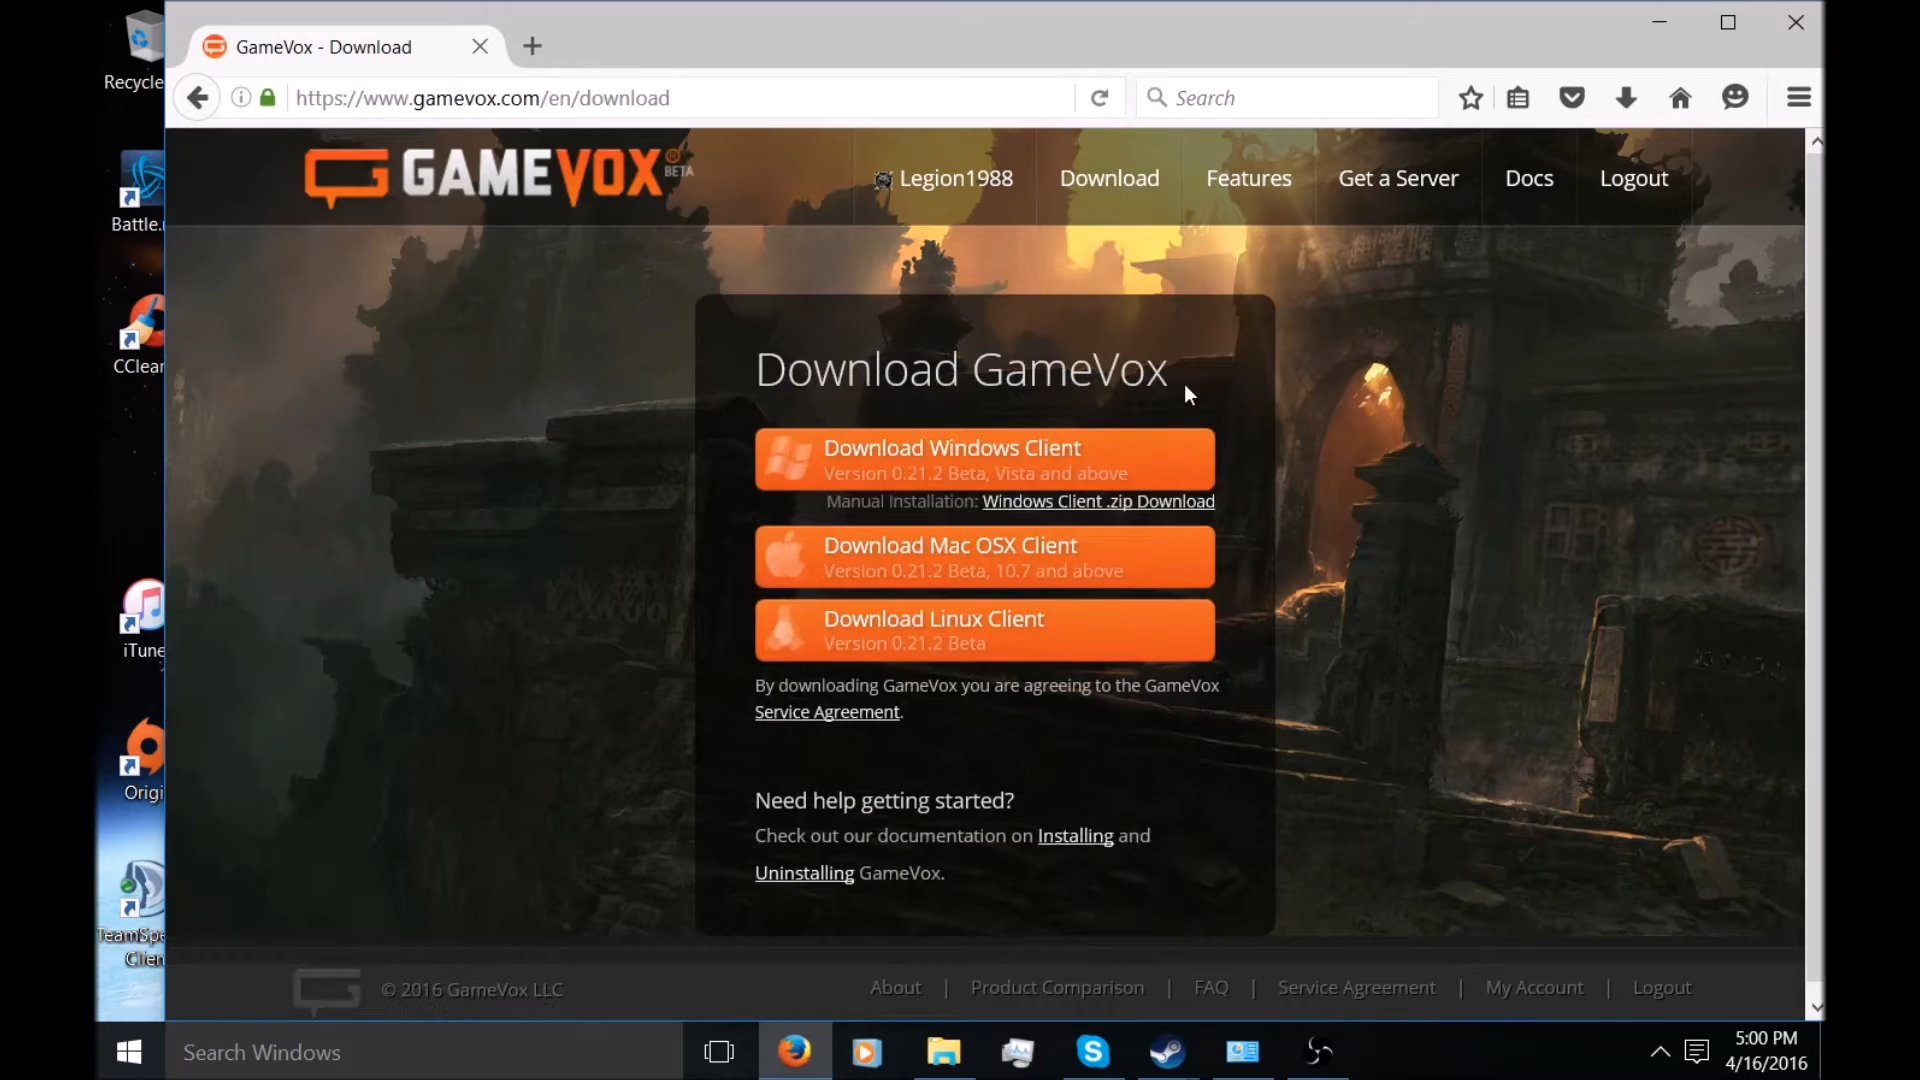 Recycle
Battle.
CClean
iTune
Origi
TeamSpe
Clien
GameVox - Download
https://www.gamevox.com/en/download
Search
GAMEVOX® BETA
Legion1988
Download
Features
Get a Server
Docs
Logout
Download GameVox
Download Windows Client
Version 0.21.2 Beta, Vista and above
Manual Installation: Windows Client .zip Download
Download Mac OSX Client
Version 0.21.2 Beta, 10.7 and above
Download Linux Client
Version 0.21.2 Beta
By downloading GameVox you are agreeing to the GameVox
Service Agreement.
Need help getting started?
Check out our documentation on Installing and
Uninstalling GameVox.
© 2016 GameVox LLC
About | Product Comparison | FAQ | Service Agreement | My Account | Logout
Search Windows
5:00 PM
4/16/2016